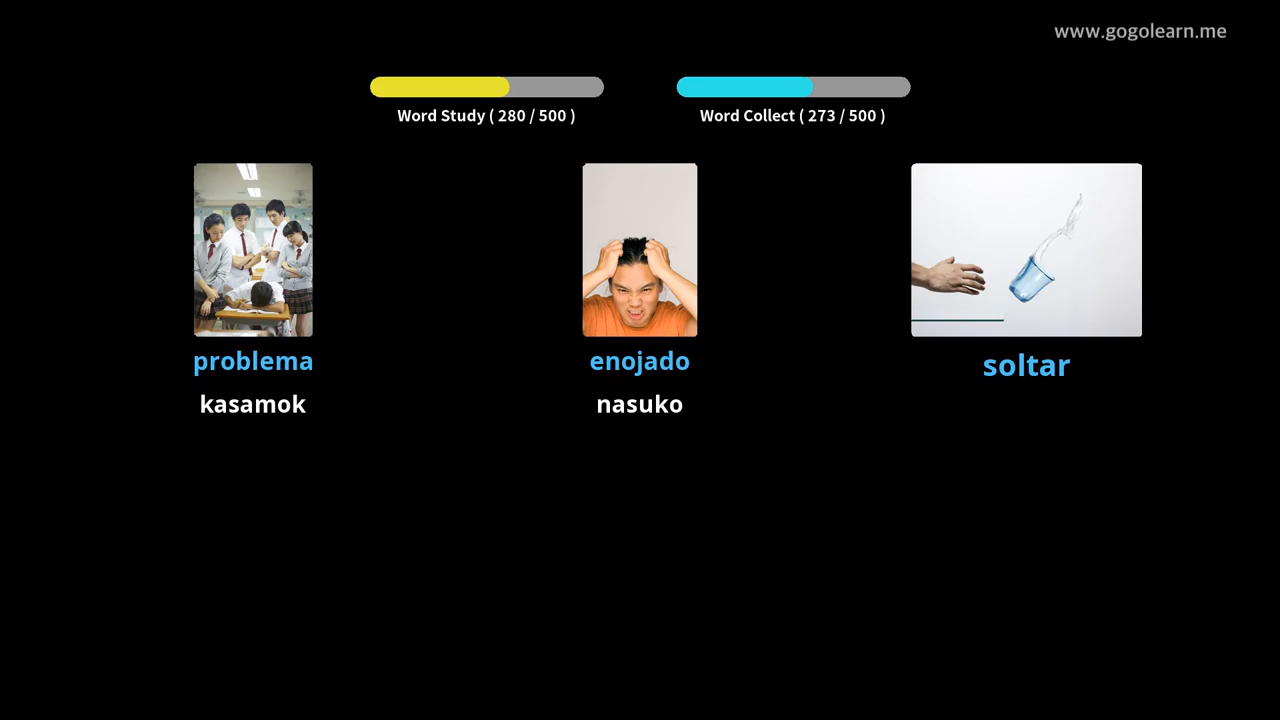 www.gogolearn.me
Word Study ( 280 / 500 )
Word Collect ( 273 / 500 )
problema
kasamok
enojado
nasuko
soltar